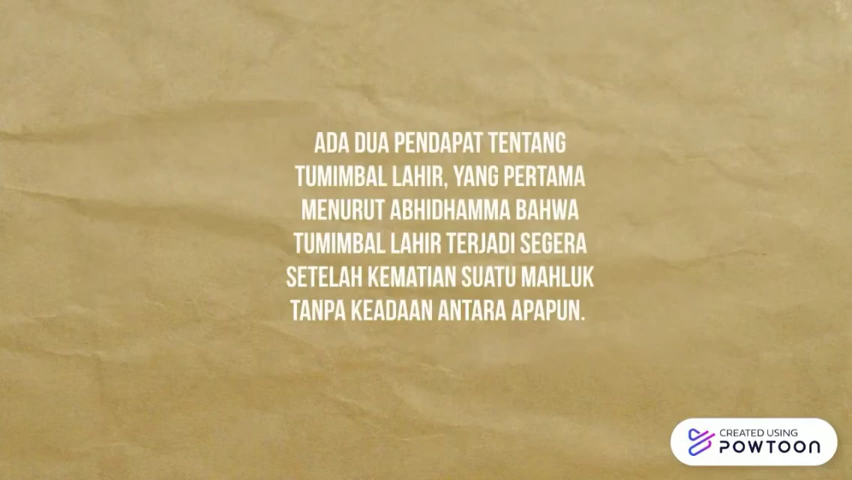 ADA DUA PENDAPAT TENTANG
TUMIMBAL LAHIR, YANG PERTAMA
MENURUT ABHIDHAMMA BAHWA
TUMIMBAL LAHIR TERJADI SEGERA
SETELAH KEMATIAN SUATU MAHLUK
TANPA KEADAAN ANTARA APAPUN.
CREATED USING
POWTOON